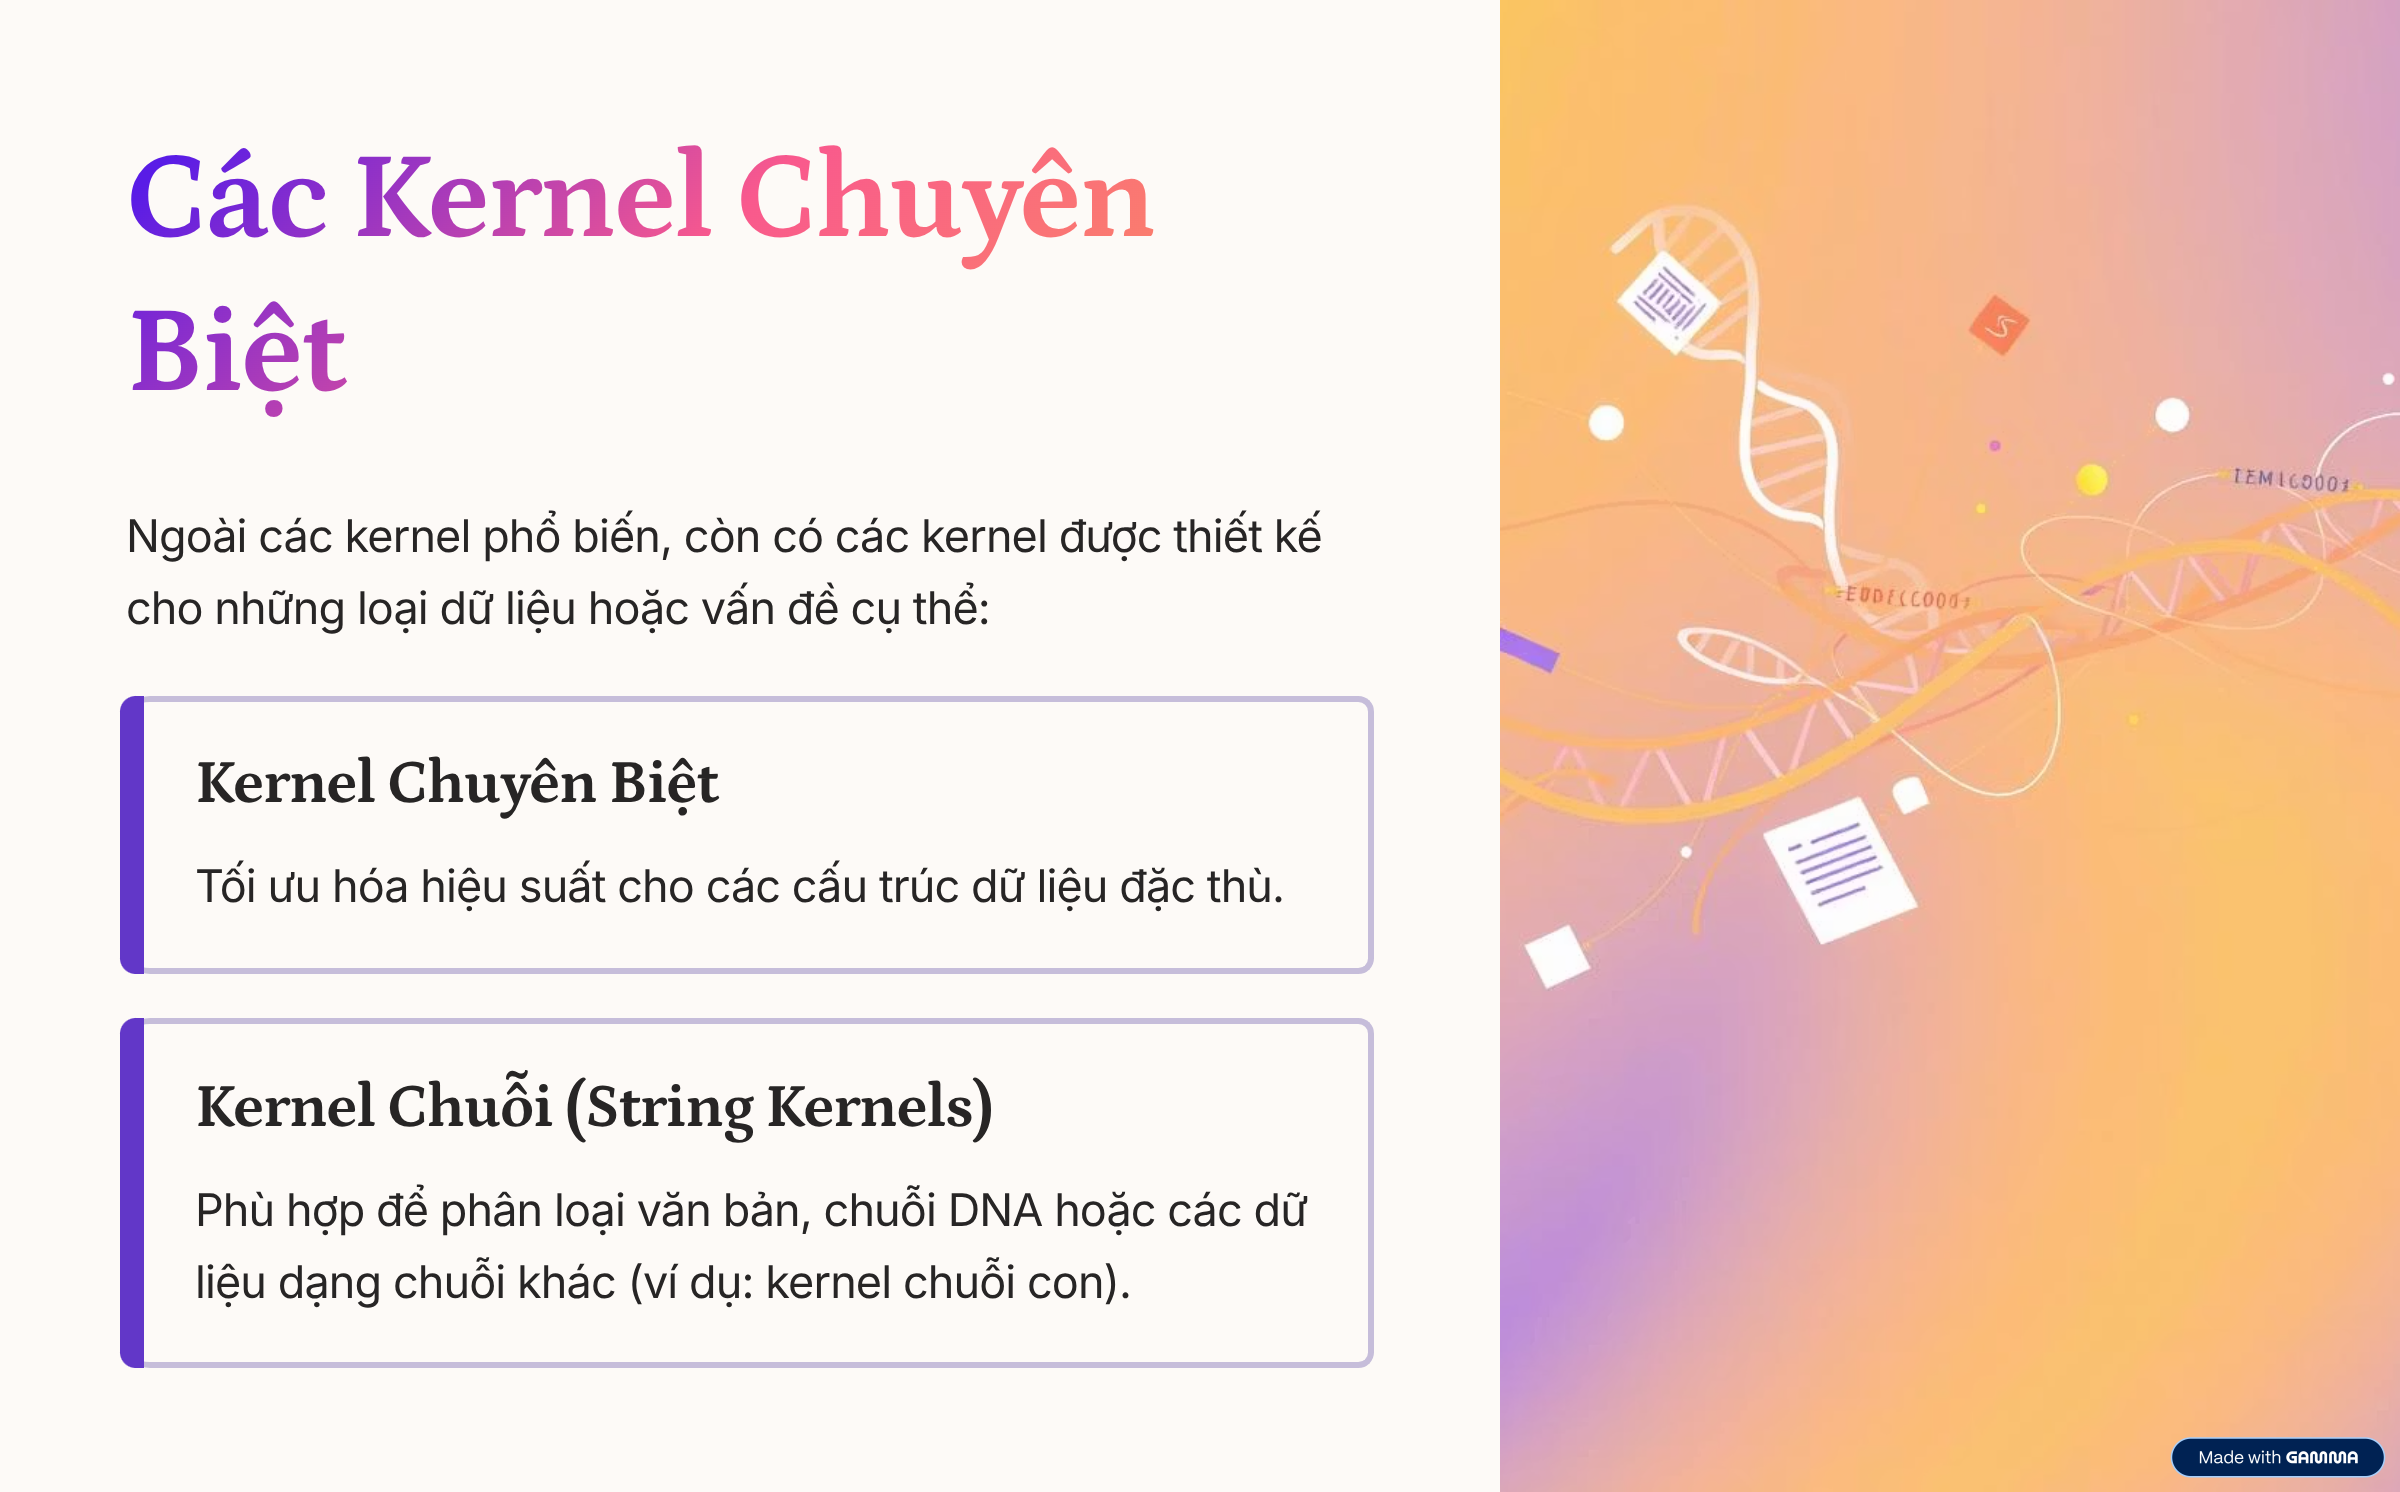 Các Kernel Chuyên
Biệt
Ngoài các kernel phổ biến, còn có các kernel được thiết kế
cho những loại dữ liệu hoặc vấn đề cụ thể:
Kernel Chuyên Biệt
Tối ưu hóa hiệu suất cho các cấu trúc dữ liệu đặc thù.
Kernel Chuỗi (String Kernels)
Phù hợp để phân loại văn bản, chuỗi DNA hoặc các dữ
liệu dạng chuỗi khác (ví dụ: kernel chuỗi con).
Made with GAMMA